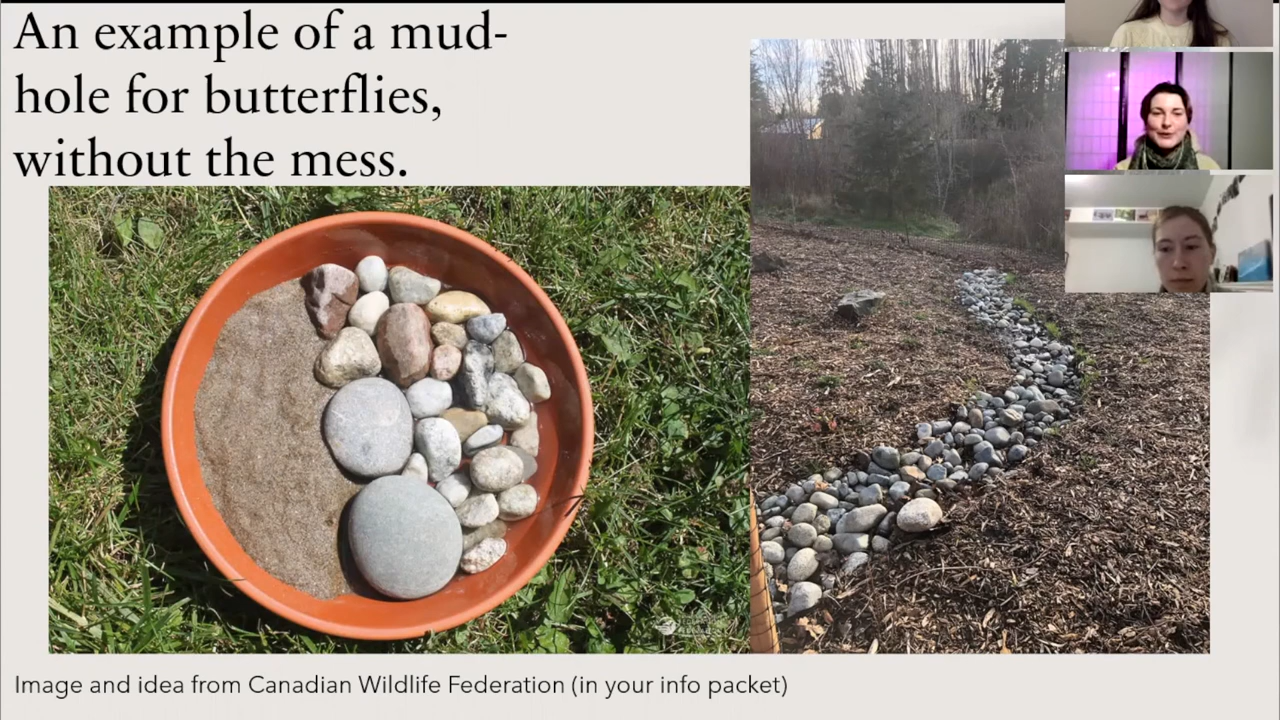 An example of a mud-
hole for butterflies,
without the mess.
Image and idea from Canadian Wildlife Federation (in your info packet)